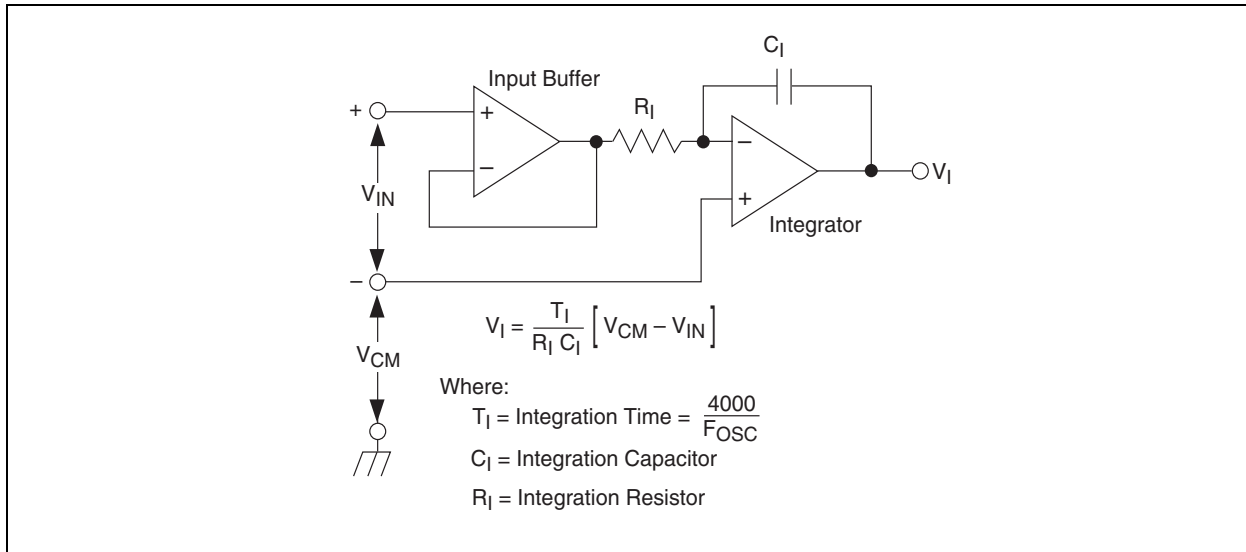 C_I
Input Buffer
R_I
+
+
−
−
+
V_I
V_IN
Integrator
−
V_I = T_I / (R_I C_I) [V_CM – V_IN]
V_CM
Where:
T_I = Integration Time = 4000 / F_OSC
C_I = Integration Capacitor
R_I = Integration Resistor